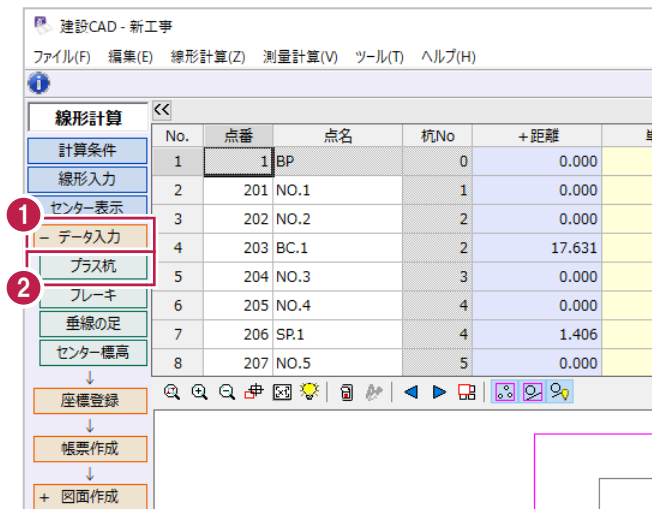 建設CAD - 新工事
ファイル(F) 編集(E) 線形計算(Z) 測量計算(V) ツール(T) ヘルプ(H)
線形計算
計算条件
線形入力
センター表示
1
− データ入力
2
プラス杭
ブレーキ
垂線の足
センター標高
↓
座標登録
↓
帳票作成
↓
+ 図面作成
<<
No. 点番 点名 杭No +距離
1 1 BP 0 0.000
2 201 NO.1 1 0.000
3 202 NO.2 2 0.000
4 203 BC.1 2 17.631
5 204 NO.3 3 0.000
6 205 NO.4 4 0.000
7 206 SP.1 4 1.406
8 207 NO.5 5 0.000